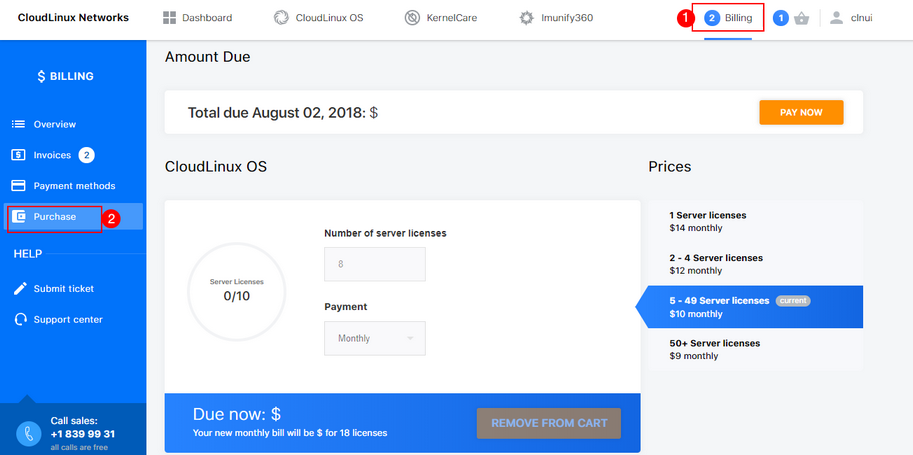 CloudLinux Networks
Dashboard
CloudLinux OS
KernelCare
Imunify360
1
2 Billing
1
clnui
$ BILLING
Overview
Invoices 2
Payment methods
Purchase 2
HELP
Submit ticket
Support center
Call sales:
+1 839 99 31
all calls are free
Amount Due
Total due August 02, 2018: $
PAY NOW
CloudLinux OS
Server Licenses
0/10
Number of server licenses
8
Payment
Monthly
Due now: $
Your new monthly bill will be $ for 18 licenses
REMOVE FROM CART
Prices
1 Server licenses
$14 monthly
2 - 4 Server licenses
$12 monthly
5 - 49 Server licenses current
$10 monthly
50+ Server licenses
$9 monthly